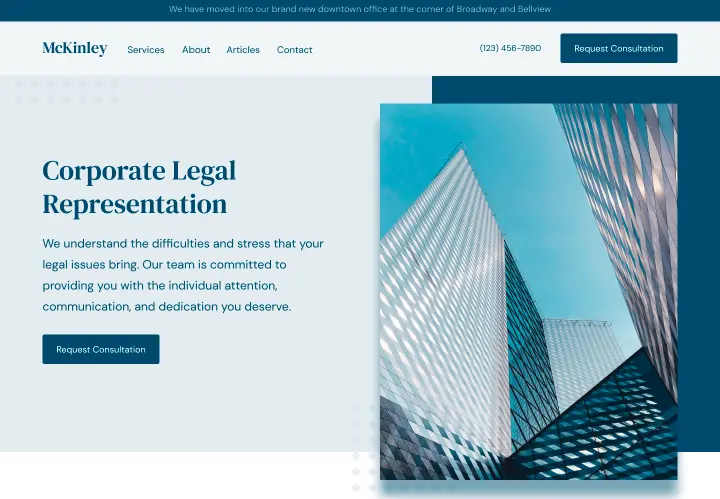 We have moved into our brand new downtown office at the corner of Broadway and Bellview
McKinley Services About Articles Contact (123) 456-7890 Request Consultation
Corporate Legal
Representation
We understand the difficulties and stress that your
legal issues bring. Our team is committed to
providing you with the individual attention,
communication, and dedication you deserve.
Request Consultation